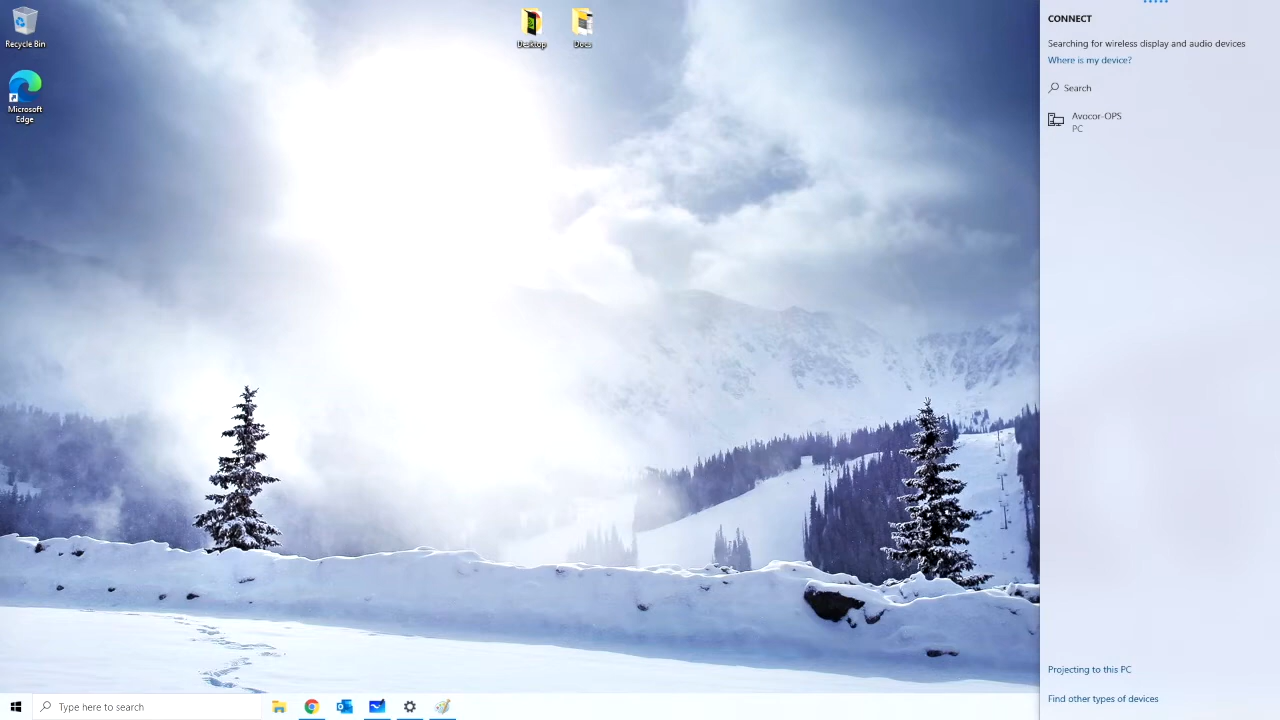 Recycle Bin
Microsoft
Edge
Desktop
Docs
CONNECT
Searching for wireless display and audio devices
Where is my device?
Search
Avocor-OPS
PC
Projecting to this PC
Find other types of devices
Type here to search